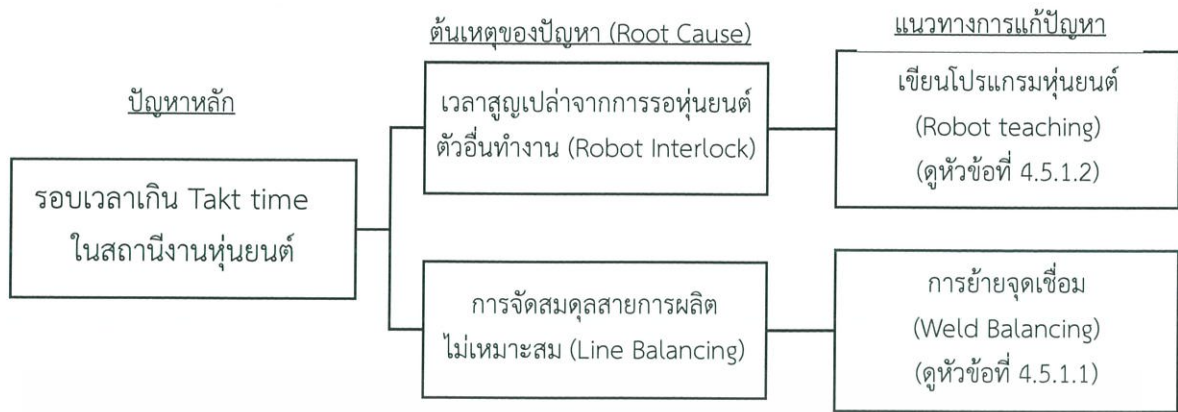 ปัญหาหลัก
รอบเวลาเกิน Takt time
ในสถานีงานหุ่นยนต์
ต้นเหตุของปัญหา (Root Cause)
เวลาสูญเปล่าจากการรอหุ่นยนต์
ตัวอื่นทำงาน (Robot Interlock)
การจัดสมดุลสายการผลิต
ไม่เหมาะสม (Line Balancing)
แนวทางการแก้ปัญหา
เขียนโปรแกรมหุ่นยนต์
(Robot teaching)
(ดูหัวข้อที่ 4.5.1.2)
การย้ายจุดเชื่อม
(Weld Balancing)
(ดูหัวข้อที่ 4.5.1.1)